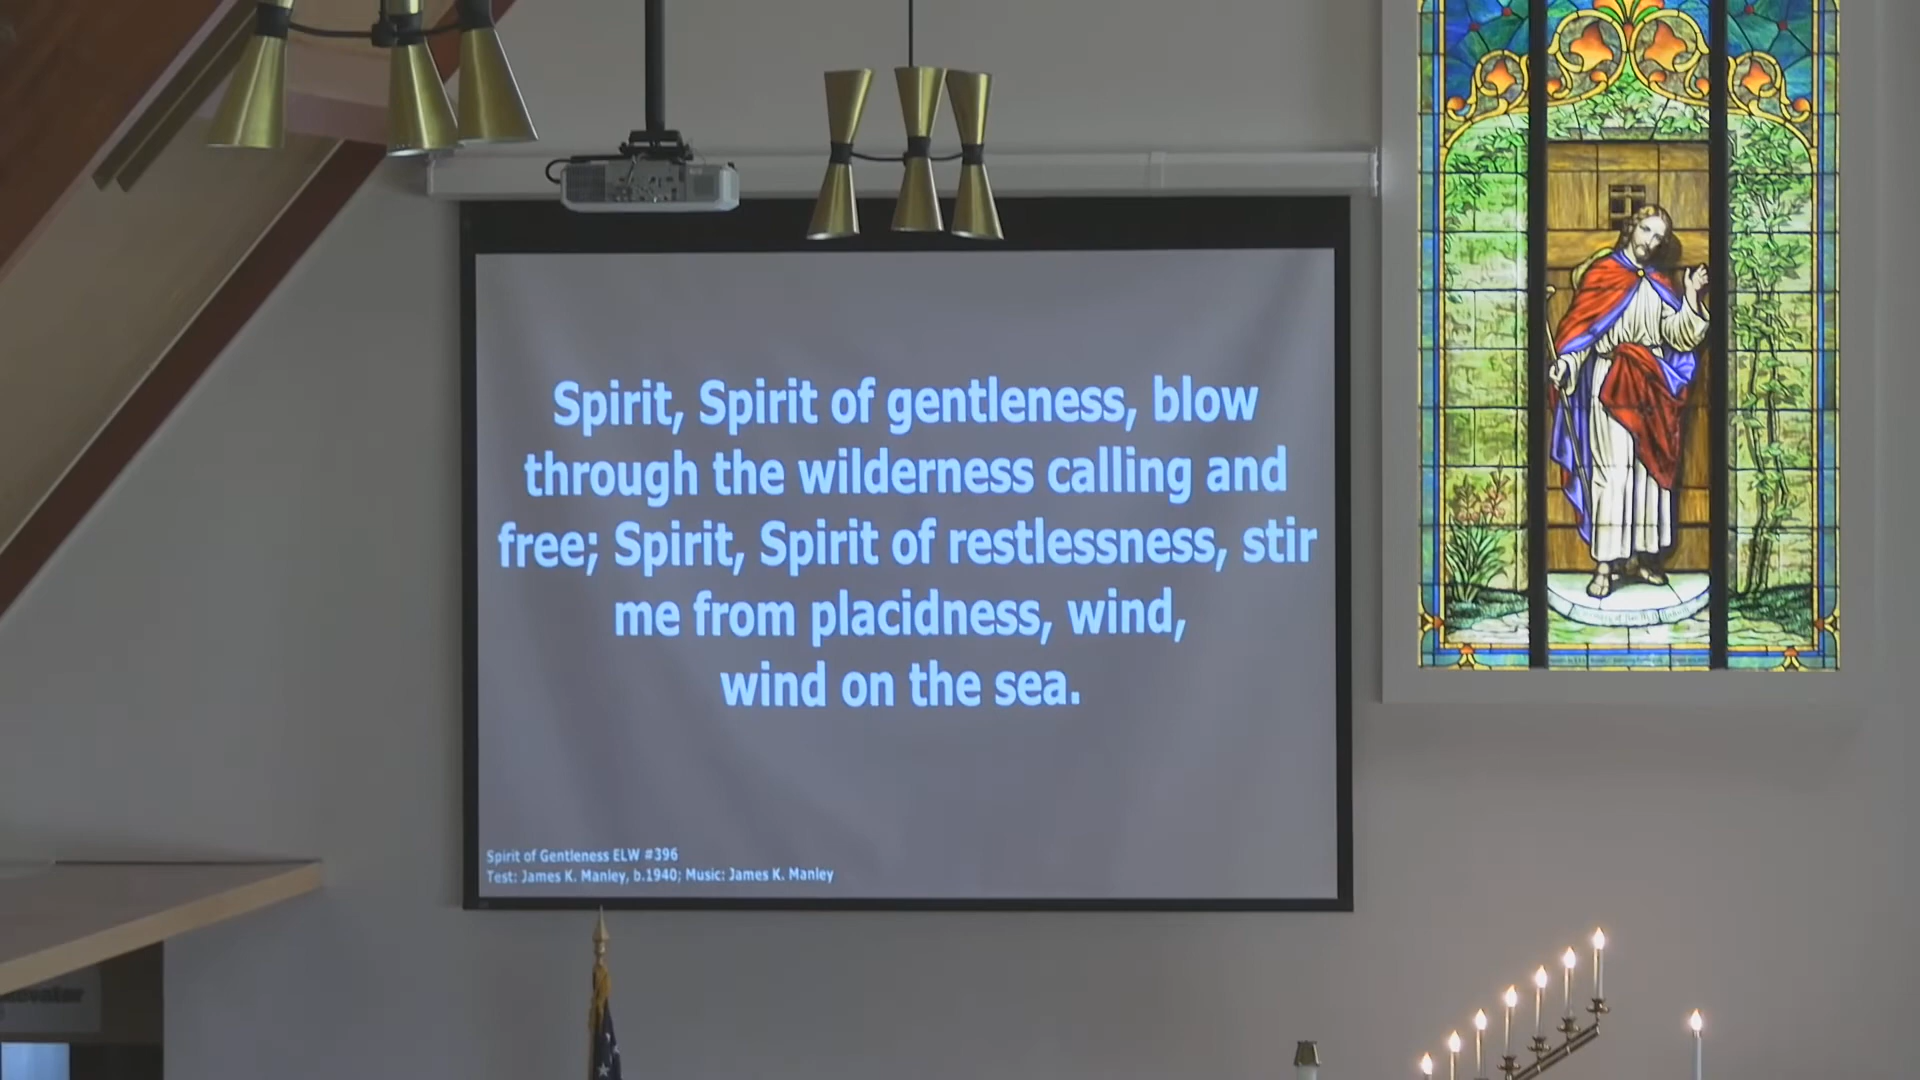 Spirit, Spirit of gentleness, blow
through the wilderness calling and
free; Spirit, Spirit of restlessness, stir
me from placidness, wind,
wind on the sea.
Spirit of Gentleness ELW #396
Test: James K. Manley, b.1940; Music: James K. Manley